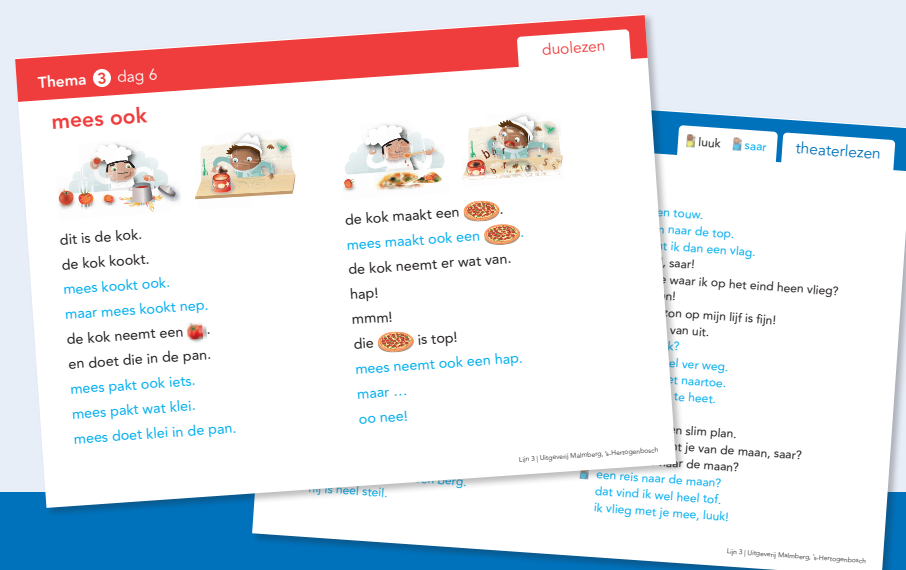 Thema 3 dag 6
duolezen
mees ook
dit is de kok.
de kok kookt.
mees kookt ook.
maar mees kookt nep.
de kok neemt een .
en doet die in de pan.
mees pakt ook iets.
mees pakt wat klei.
mees doet klei in de pan.
de kok maakt een .
mees maakt ook een .
de kok neemt er wat van.
hap!
mmm!
die is top!
mees neemt ook een hap.
maar …
oo nee!
Lijn 3 | Uitgeverij Malmberg, 's-Hertogenbosch
luuk saar
theaterlezen
touw.
naar de top.
ik dan een vlag.
saar!
waar ik op het eind heen vlieg?
zon op mijn lijf is fijn!
van uit.
ver weg.
naartoe.
te heet.
slim plan.
je van de maan, saar?
de maan?
een reis naar de maan?
dat vind ik wel heel tof.
ik vlieg met je mee, luuk!
berg.
is heel steil.
Lijn 3 | Uitgeverij Malmberg, 's-Hertogenbosch